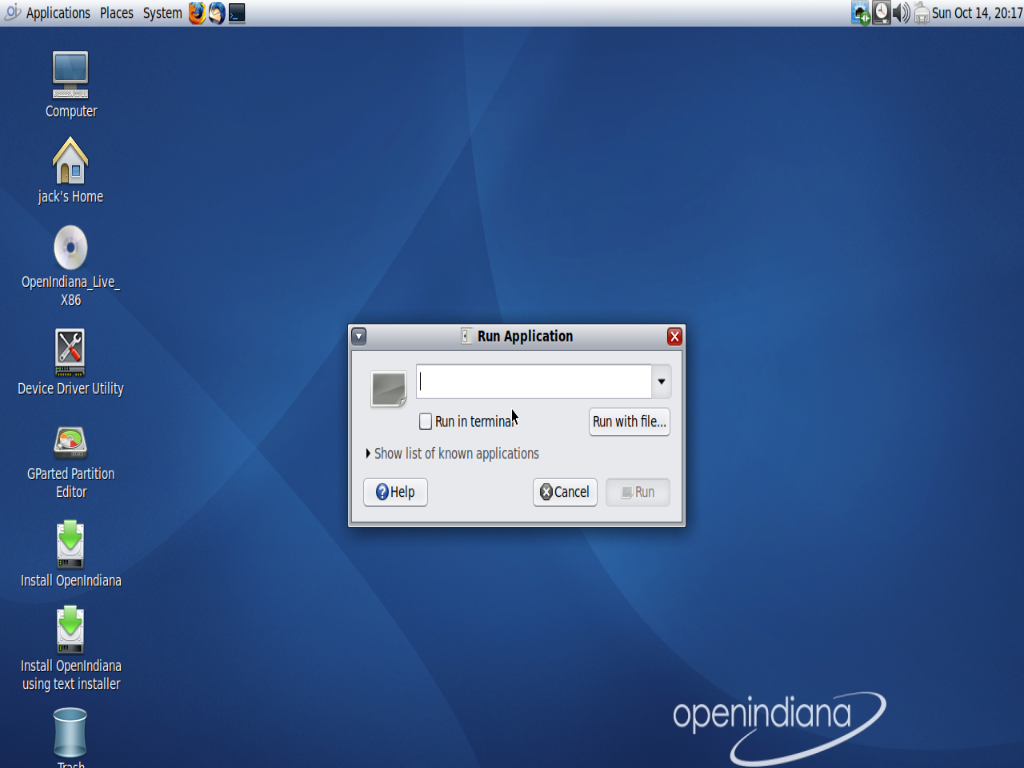 Applications Places System
Sun Oct 14, 20:17
Computer
jack's Home
OpenIndiana_Live_
X86
Device Driver Utility
GParted Partition
Editor
Install OpenIndiana
Install OpenIndiana
using text installer
Trash
Run Application
Run in terminal
Run with file...
Show list of known applications
Help
Cancel
Run
openindiana